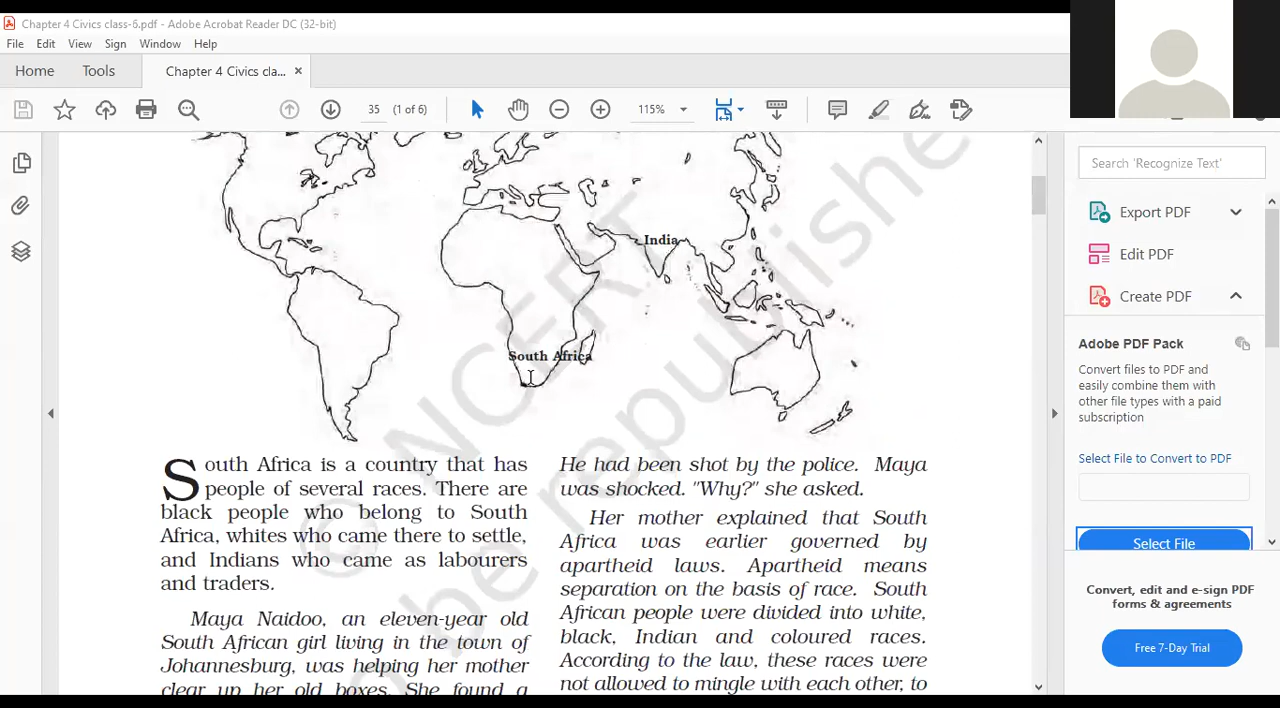 Chapter 4 Civics class-6.pdf - Adobe Acrobat Reader DC (32-bit)
File Edit View Sign Window Help
Home Tools Chapter 4 Civics cla... ×
35 (1 of 6) 115%
Search 'Recognize Text'
Export PDF
Edit PDF
Create PDF
Adobe PDF Pack
Convert files to PDF and
easily combine them with
other file types with a paid
subscription
Select File to Convert to PDF
Select File
Convert, edit and e-sign PDF
forms & agreements
Free 7-Day Trial
India
South Africa
© NCERT
be republishe
South Africa is a country that has
people of several races. There are
black people who belong to South
Africa, whites who came there to settle,
and Indians who came as labourers
and traders.
Maya Naidoo, an eleven-year old
South African girl living in the town of
Johannesburg, was helping her mother
clear up her old boxes. She found a
He had been shot by the police. Maya
was shocked. "Why?" she asked.
Her mother explained that South
Africa was earlier governed by
apartheid laws. Apartheid means
separation on the basis of race. South
African people were divided into white,
black, Indian and coloured races.
According to the law, these races were
not allowed to mingle with each other, to